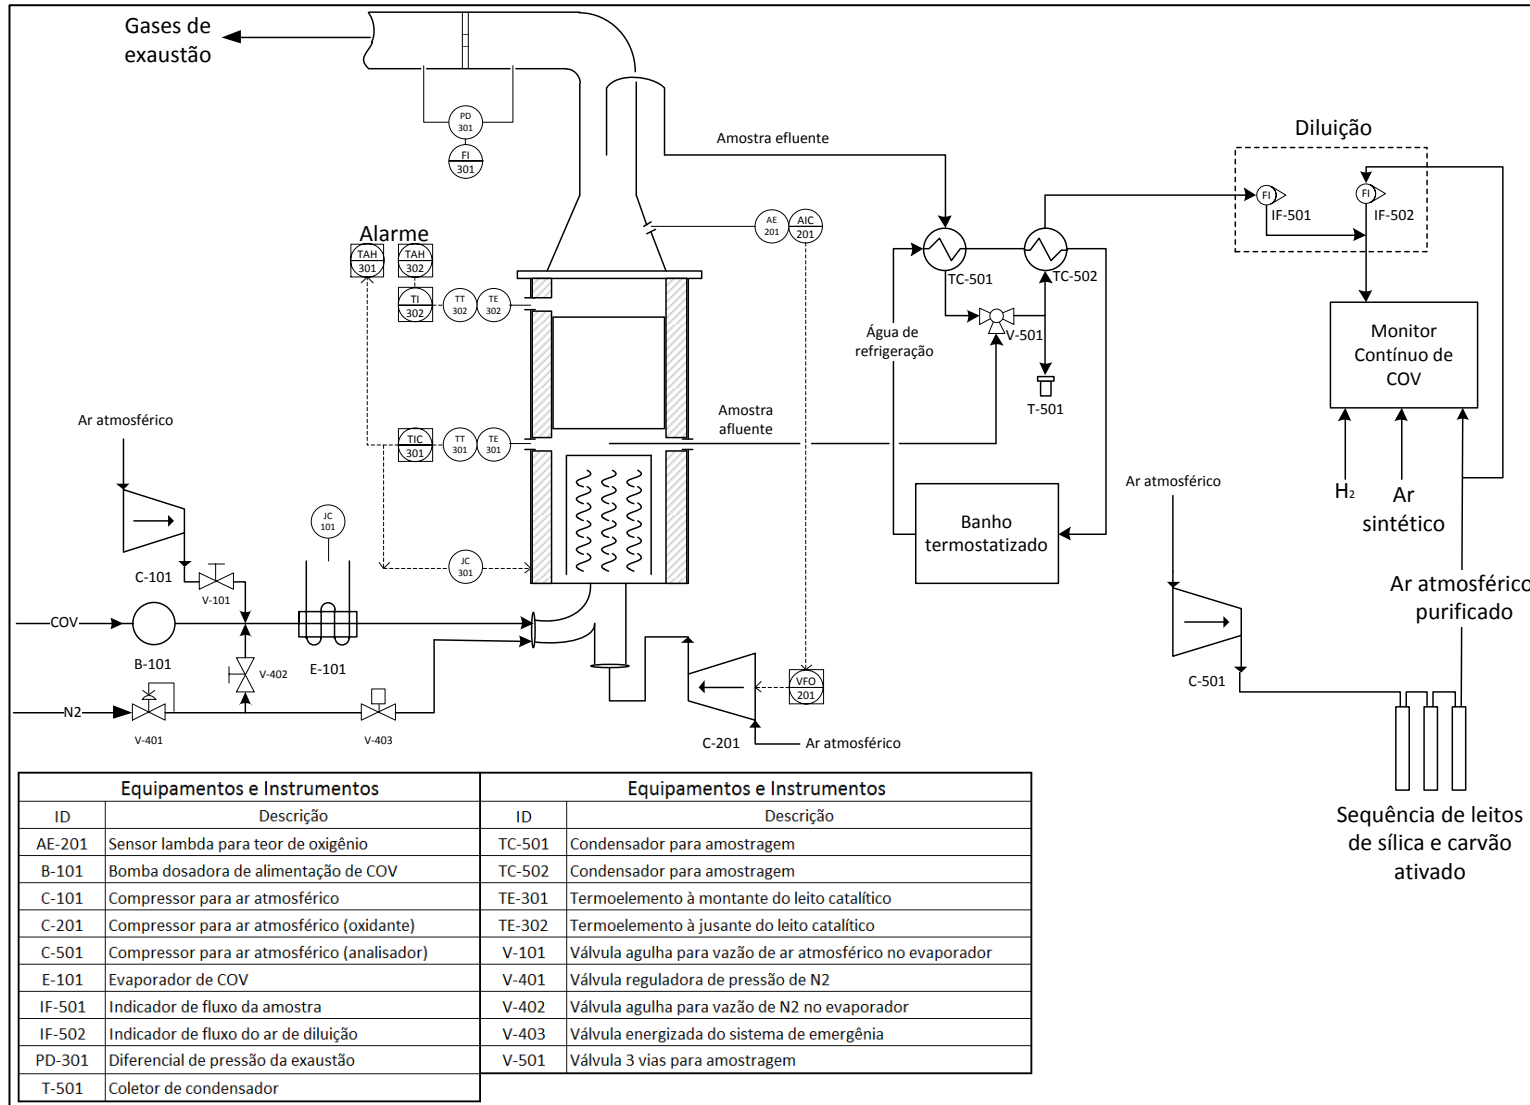 Gases de
exaustão
PD
301
FI
301
Amostra efluente
Diluição
FI
IF-501
FI
IF-502
Alarme
TAH
301
TAH
302
TI
302
TT
302
TE
302
AE
201
AIC
201
TC-501
TC-502
Água de
refrigeração
V-501
T-501
Monitor
Contínuo de
COV
Amostra
afluente
TIC
301
TT
301
TE
301
Ar atmosférico
C-101
V-101
JC
101
JC
301
Banho
termostatizado
Ar atmosférico
C-501
H2
Ar
sintético
Ar atmosférico
purificado
COV
B-101
V-402
E-101
N2
V-401
V-403
VFO
201
C-201
Ar atmosférico
Sequência de leitos
de sílica e carvão
ativado
Equipamentos e Instrumentos Equipamentos e Instrumentos
ID Descrição ID Descrição
AE-201 Sensor lambda para teor de oxigênio TC-501 Condensador para amostragem
B-101 Bomba dosadora de alimentação de COV TC-502 Condensador para amostragem
C-101 Compressor para ar atmosférico TE-301 Termoelemento à montante do leito catalítico
C-201 Compressor para ar atmosférico (oxidante) TE-302 Termoelemento à jusante do leito catalítico
C-501 Compressor para ar atmosférico (analisador) V-101 Válvula agulha para vazão de ar atmosférico no evaporador
E-101 Evaporador de COV V-401 Válvula reguladora de pressão de N2
IF-501 Indicador de fluxo da amostra V-402 Válvula agulha para vazão de N2 no evaporador
IF-502 Indicador de fluxo do ar de diluição V-403 Válvula energizada do sistema de emergênia
PD-301 Diferencial de pressão da exaustão V-501 Válvula 3 vias para amostragem
T-501 Coletor de condensador